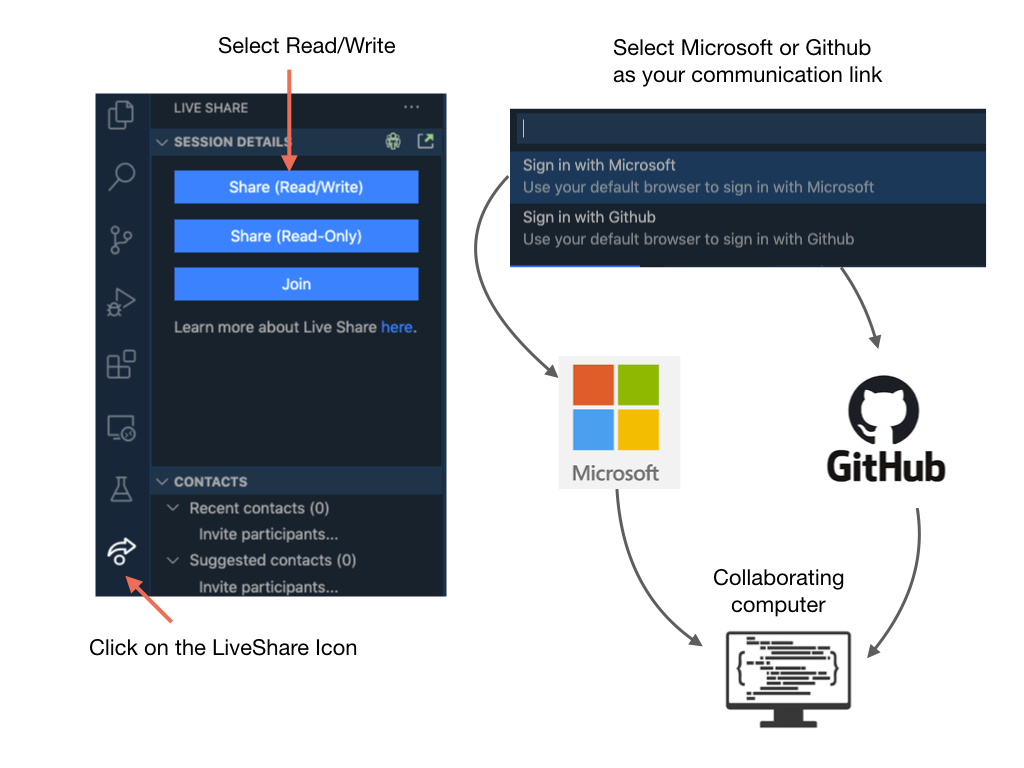 Select Read/Write
Select Microsoft or Github
as your communication link
LIVE SHARE
SESSION DETAILS
Share (Read/Write)
Share (Read-Only)
Join
Learn more about Live Share here.
CONTACTS
Recent contacts (0)
Invite participants...
Suggested contacts (0)
Invite participants...
Click on the LiveShare Icon
Sign in with Microsoft
Use your default browser to sign in with Microsoft
Sign in with Github
Use your default browser to sign in with Github
Microsoft
GitHub
Collaborating
computer